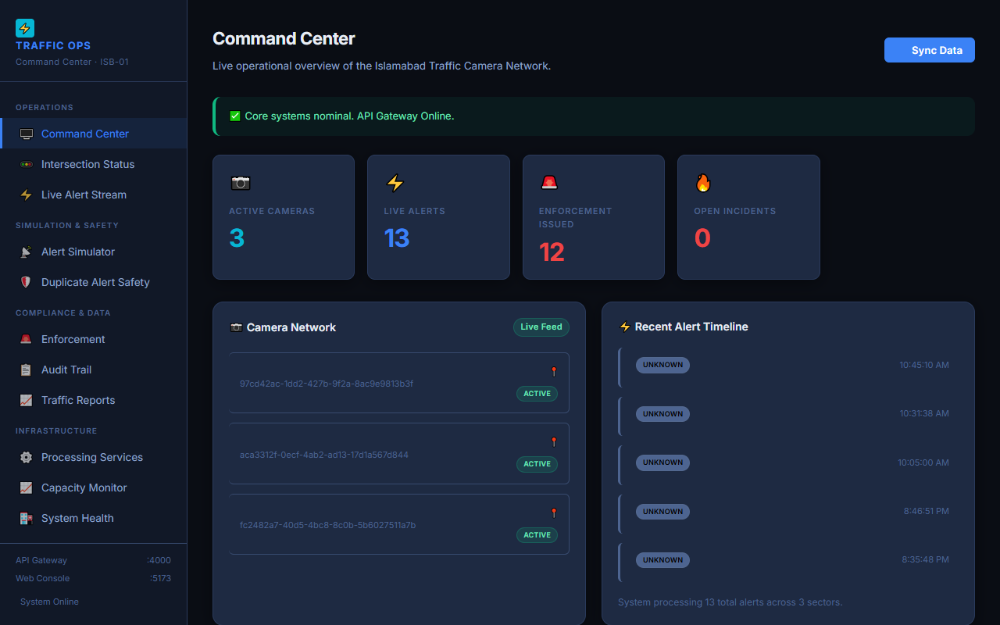 TRAFFIC OPS
Command Center · ISB-01
OPERATIONS
Command Center
Intersection Status
Live Alert Stream
SIMULATION & SAFETY
Alert Simulator
Duplicate Alert Safety
COMPLIANCE & DATA
Enforcement
Audit Trail
Traffic Reports
INFRASTRUCTURE
Processing Services
Capacity Monitor
System Health
API Gateway :4000
Web Console :5173
System Online
Command Center
Live operational overview of the Islamabad Traffic Camera Network.
Sync Data
Core systems nominal. API Gateway Online.
ACTIVE CAMERAS
3
LIVE ALERTS
13
ENFORCEMENT
ISSUED
12
OPEN INCIDENTS
0
Camera Network
Live Feed
97cd42ac-1dd2-427b-9f2a-8ac9e9813b3f
ACTIVE
aca3312f-0ecf-4ab2-ad13-17d1a567d844
ACTIVE
fc2482a7-40d5-4bc8-8c0b-5b6027511a7b
ACTIVE
Recent Alert Timeline
UNKNOWN 10:45:10 AM
UNKNOWN 10:31:38 AM
UNKNOWN 10:05:00 AM
UNKNOWN 8:46:51 PM
UNKNOWN 8:35:48 PM
System processing 13 total alerts across 3 sectors.